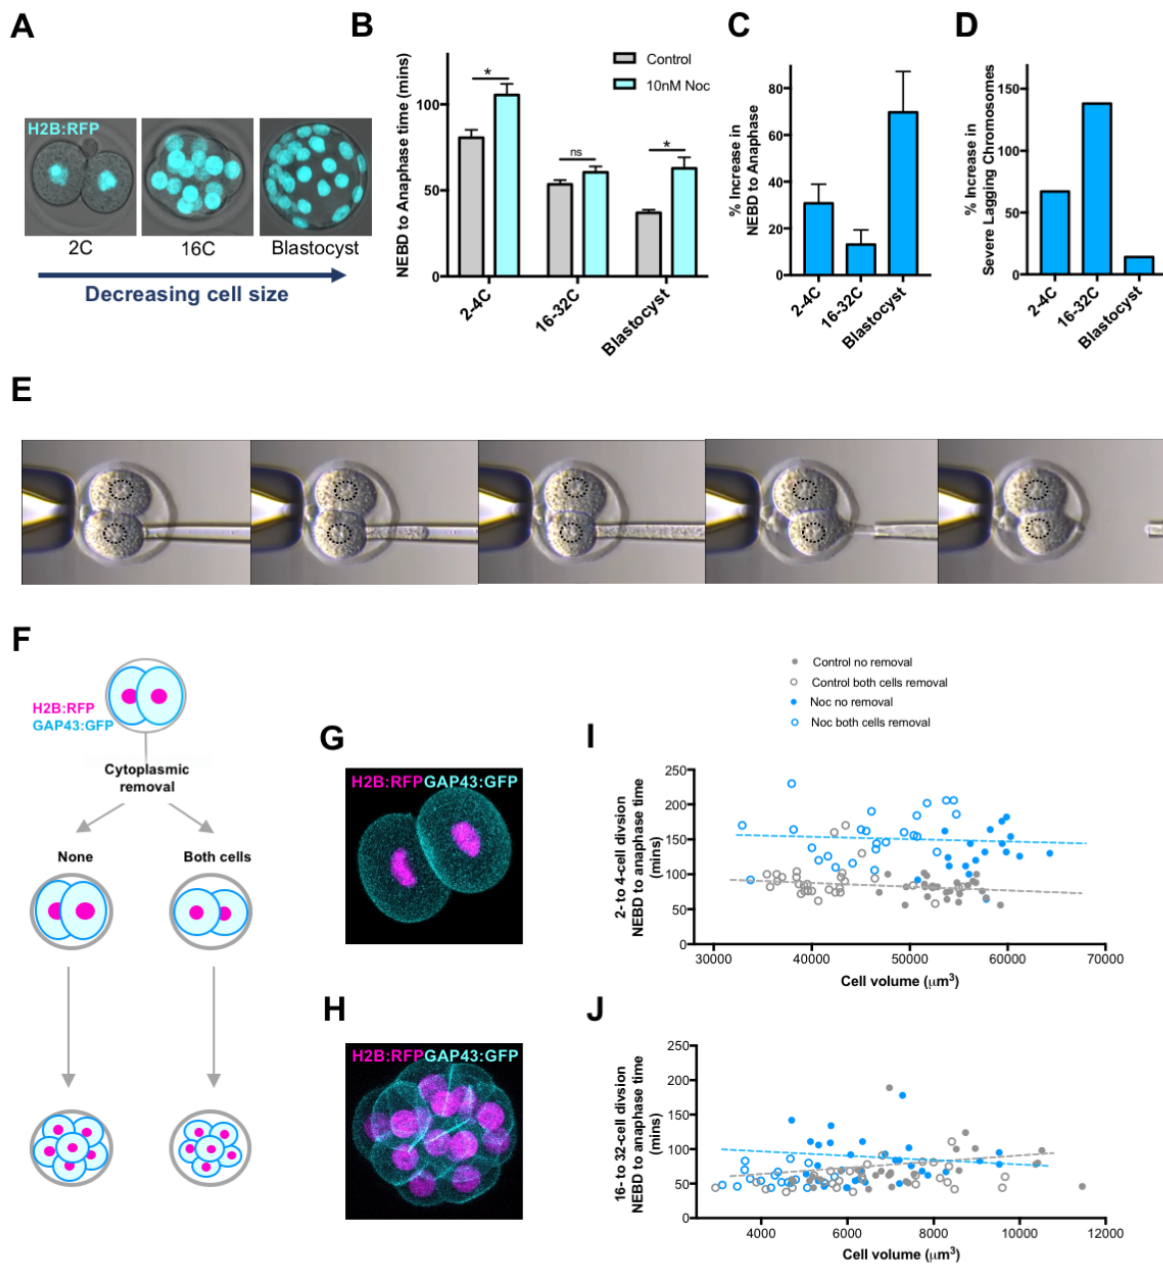 A
H2B:RFP
2C
16C
Blastocyst
Decreasing cell size
B
NEBD to Anaphase time (mins)
100
50
0
*
ns
*
Control
10nM Noc
2-4C
16-32C
Blastocyst
C
% Increase in
NEBD to Anaphase
80
60
40
20
0
2-4C
16-32C
Blastocyst
D
% Increase in
Severe Lagging Chromosomes
150
100
50
0
2-4C
16-32C
Blastocyst
E
F
H2B:RFP
GAP43:GFP
Cytoplasmic
removal
None
Both cells
G
H2B:RFPGAP43:GFP
H
H2B:RFPGAP43:GFP
Control no removal
Control both cells removal
Noc no removal
Noc both cells removal
I
2- to 4-cell divsion
NEBD to anaphase time
(mins)
250
200
150
100
50
0
30000
40000
50000
60000
70000
Cell volume (μm³)
J
16- to 32-cell divsion
NEBD to anaphase time
(mins)
250
200
150
100
50
0
4000
6000
8000
10000
12000
Cell volume (μm³)